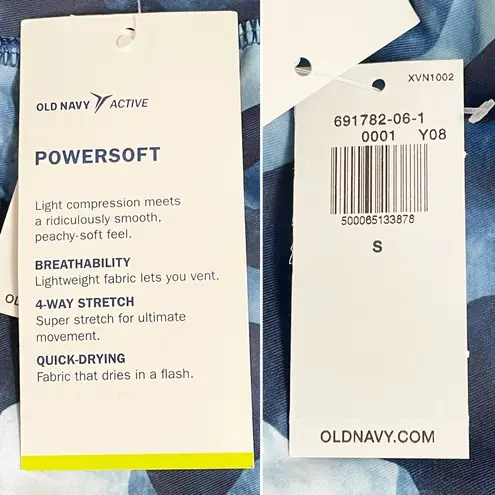 OLD NAVY ACTIVE
POWERSOFT
Light compression meets
a ridiculously smooth,
peachy-soft feel.
BREATHABILITY
Lightweight fabric lets you vent.
4-WAY STRETCH
Super stretch for ultimate
movement.
QUICK-DRYING
Fabric that dries in a flash.
OL
XVN1002
691782-06-1
0001 Y08
500065133878
S
OLDNAVY.COM